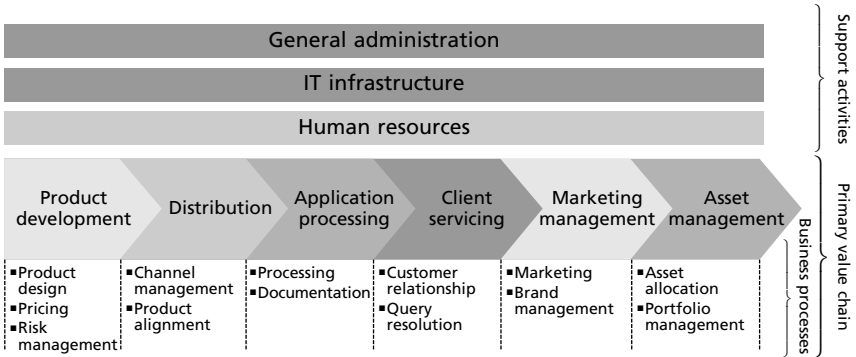 General administration
IT infrastructure
Human resources
Support activities
Product
development
Distribution
Application
processing
Client
servicing
Marketing
management
Asset
management
Primary value chain
▪Product
design
▪Pricing
▪Risk
management
▪Channel
management
▪Product
alignment
▪Processing
▪Documentation
▪Customer
relationship
▪Query
resolution
▪Marketing
▪Brand
management
▪Asset
allocation
▪Portfolio
management
Business processes